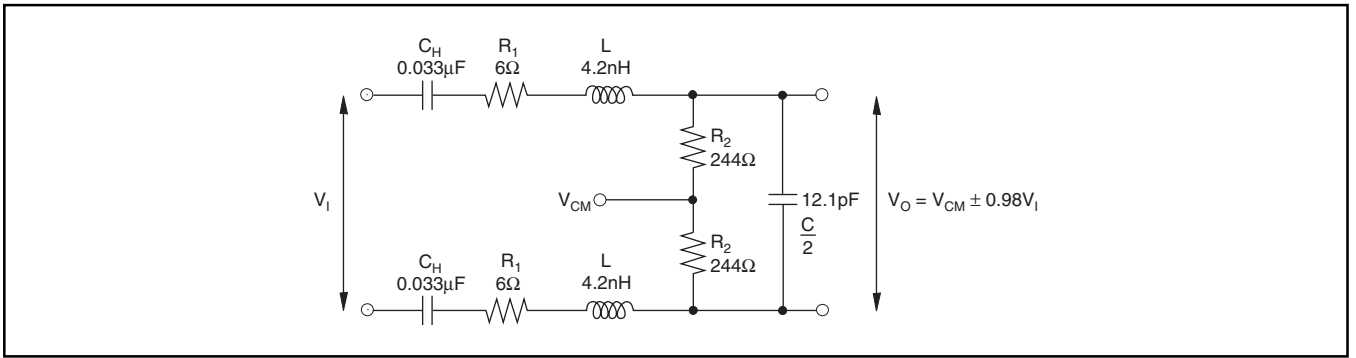 C_H
0.033μF
R_1
6Ω
L
4.2nH
R_2
244Ω
V_I
V_CM
12.1pF
C
2
V_O = V_CM ± 0.98V_I
R_2
244Ω
C_H
0.033μF
R_1
6Ω
L
4.2nH